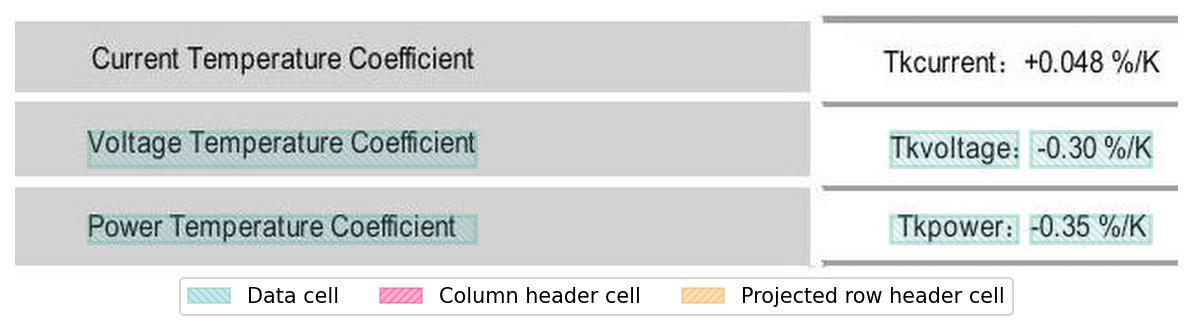 Current Temperature Coefficient Tkcurrent: +0.048 %/K
Voltage Temperature Coefficient Tkvoltage: -0.30 %/K
Power Temperature Coefficient Tkpower: -0.35 %/K
Data cell Column header cell Projected row header cell